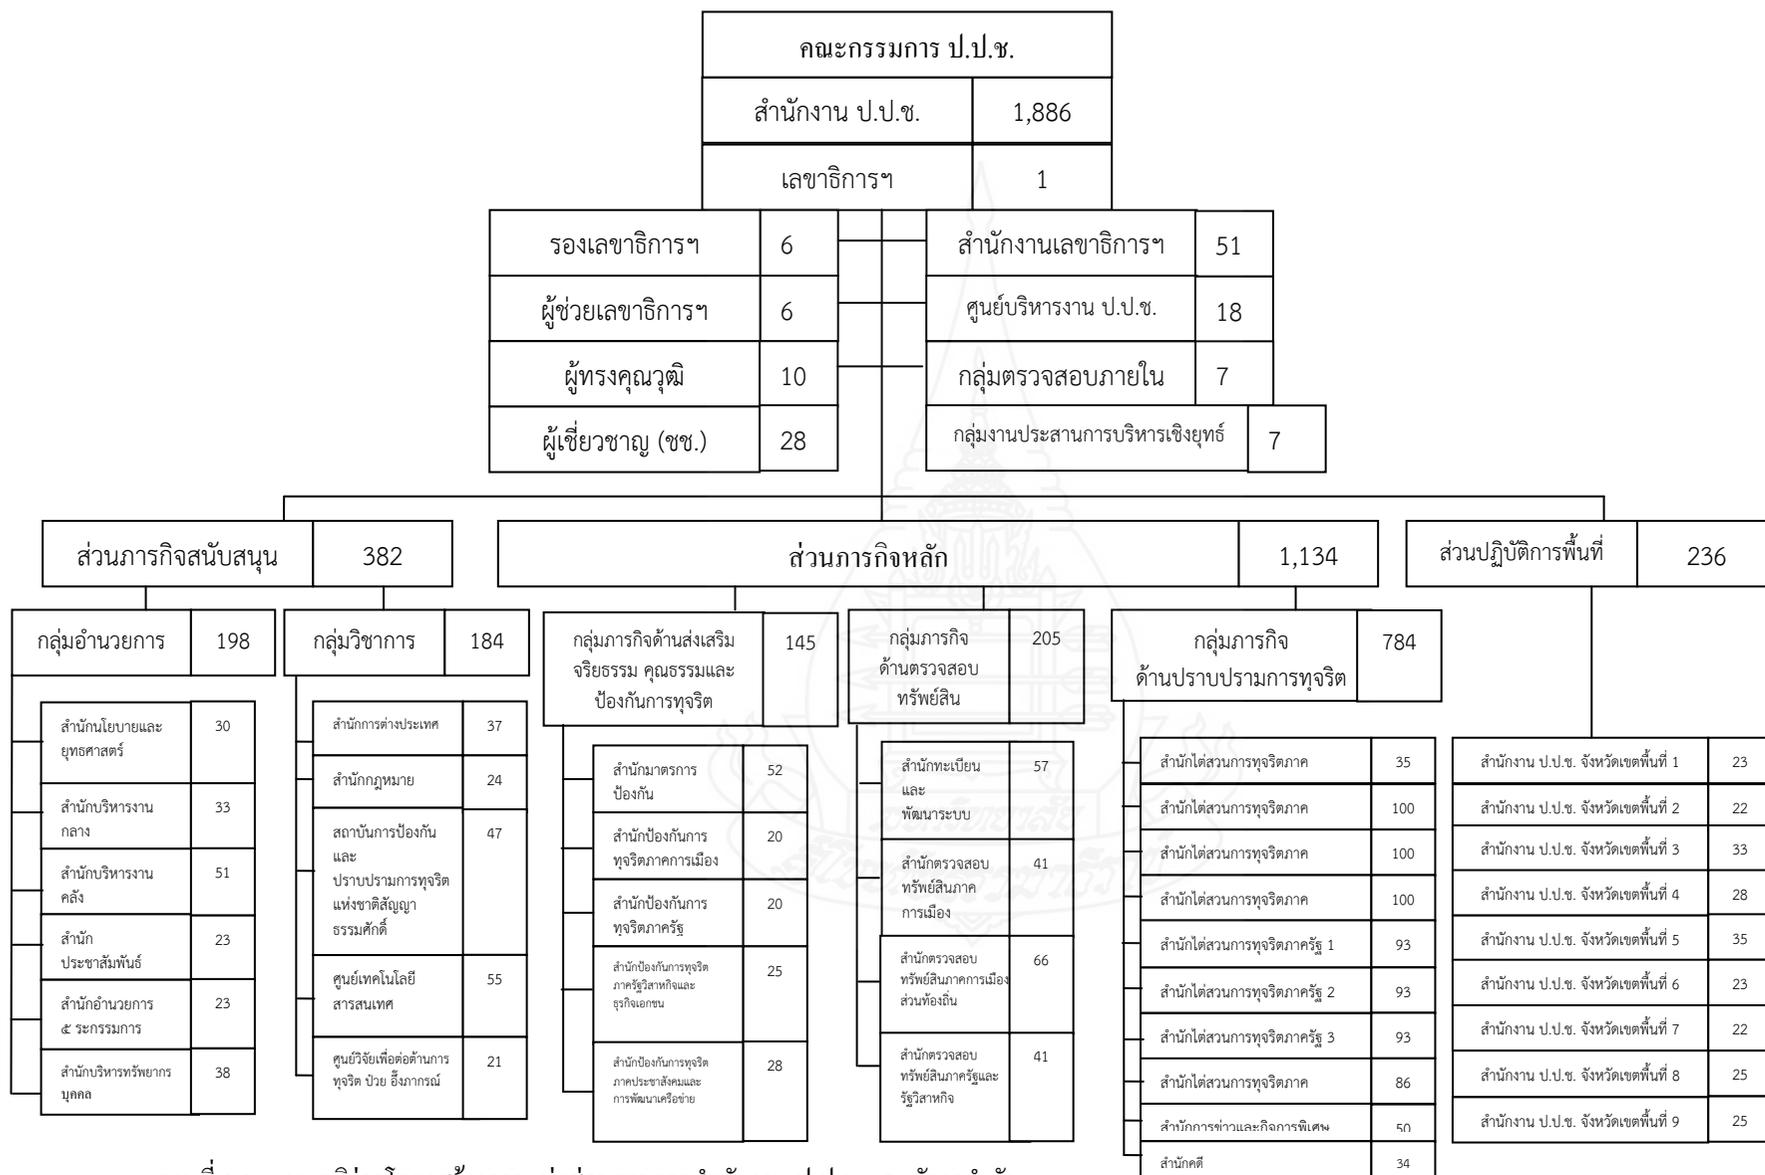 คณะกรรมการ ป.ป.ช.
สำนักงาน ป.ป.ช. 1,886
เลขาธิการฯ 1
รองเลขาธิการฯ 6
ผู้ช่วยเลขาธิการฯ 6
ผู้ทรงคุณวุฒิ 10
ผู้เชี่ยวชาญ (ชช.) 28
สำนักงานเลขาธิการฯ 51
ศูนย์บริหารงาน ป.ป.ช. 18
กลุ่มตรวจสอบภายใน 7
กลุ่มงานประสานการบริหารเชิงยุทธ์ 7
ส่วนภารกิจสนับสนุน 382
ส่วนภารกิจหลัก 1,134
ส่วนปฏิบัติการพื้นที่ 236
กลุ่มอำนวยการ 198
สำนักนโยบายและ 30
ยุทธศาสตร์
สำนักบริหารงาน 33
กลาง
สำนักบริหารงาน 51
คลัง
สำนัก 23
ประชาสัมพันธ์
สำนักอำนวยการ 23
๕ ระกรรมการ
สำนักบริหารทรัพยากร 38
บุคคล
กลุ่มวิชาการ 184
สำนักการต่างประเทศ 37
สำนักกฎหมาย 24
สถาบันการป้องกัน 47
และ
ปราบปรามการทุจริต
แห่งชาติสัญญา
ธรรมศักดิ์
ศูนย์เทคโนโลยี 55
สารสนเทศ
ศูนย์วิจัยเพื่อต่อต้านการ 21
ทุจริต ป๋วย อึ๊งภากรณ์
กลุ่มภารกิจด้านส่งเสริม 145
จริยธรรม คุณธรรมและ
ป้องกันการทุจริต
สำนักมาตรการ 52
ป้องกัน
สำนักป้องกันการ 20
ทุจริตภาคการเมือง
สำนักป้องกันการ 20
ทุจริตภาครัฐ
สำนักป้องกันการทุจริต 25
ภาครัฐวิสาหกิจและ
ธุรกิจเอกชน
สำนักป้องกันการทุจริต 28
ภาคประชาสังคมและ
การพัฒนาเครือข่าย
กลุ่มภารกิจ 205
ด้านตรวจสอบ
ทรัพย์สิน
สำนักทะเบียน 57
และ
พัฒนาระบบ
สำนักตรวจสอบ 41
ทรัพย์สินภาค
การเมือง
สำนักตรวจสอบ 66
ทรัพย์สินภาคการเมือง
ส่วนท้องถิ่น
สำนักตรวจสอบ 41
ทรัพย์สินภาครัฐและ
รัฐวิสาหกิจ
กลุ่มภารกิจ 784
ด้านปราบปรามการทุจริต
สำนักไต่สวนการทุจริตภาค 35
สำนักไต่สวนการทุจริตภาค 100
สำนักไต่สวนการทุจริตภาค 100
สำนักไต่สวนการทุจริตภาค 100
สำนักไต่สวนการทุจริตภาครัฐ 1 93
สำนักไต่สวนการทุจริตภาครัฐ 2 93
สำนักไต่สวนการทุจริตภาครัฐ 3 93
สำนักไต่สวนการทุจริตภาค 86
สำนักการข่าวและกิจการพิเศษ 50
สำนักคดี 34
สำนักงาน ป.ป.ช. จังหวัดเขตพื้นที่ 1 23
สำนักงาน ป.ป.ช. จังหวัดเขตพื้นที่ 2 22
สำนักงาน ป.ป.ช. จังหวัดเขตพื้นที่ 3 33
สำนักงาน ป.ป.ช. จังหวัดเขตพื้นที่ 4 28
สำนักงาน ป.ป.ช. จังหวัดเขตพื้นที่ 5 35
สำนักงาน ป.ป.ช. จังหวัดเขตพื้นที่ 6 23
สำนักงาน ป.ป.ช. จังหวัดเขตพื้นที่ 7 22
สำนักงาน ป.ป.ช. จังหวัดเขตพื้นที่ 8 25
สำนักงาน ป.ป.ช. จังหวัดเขตพื้นที่ 9 25